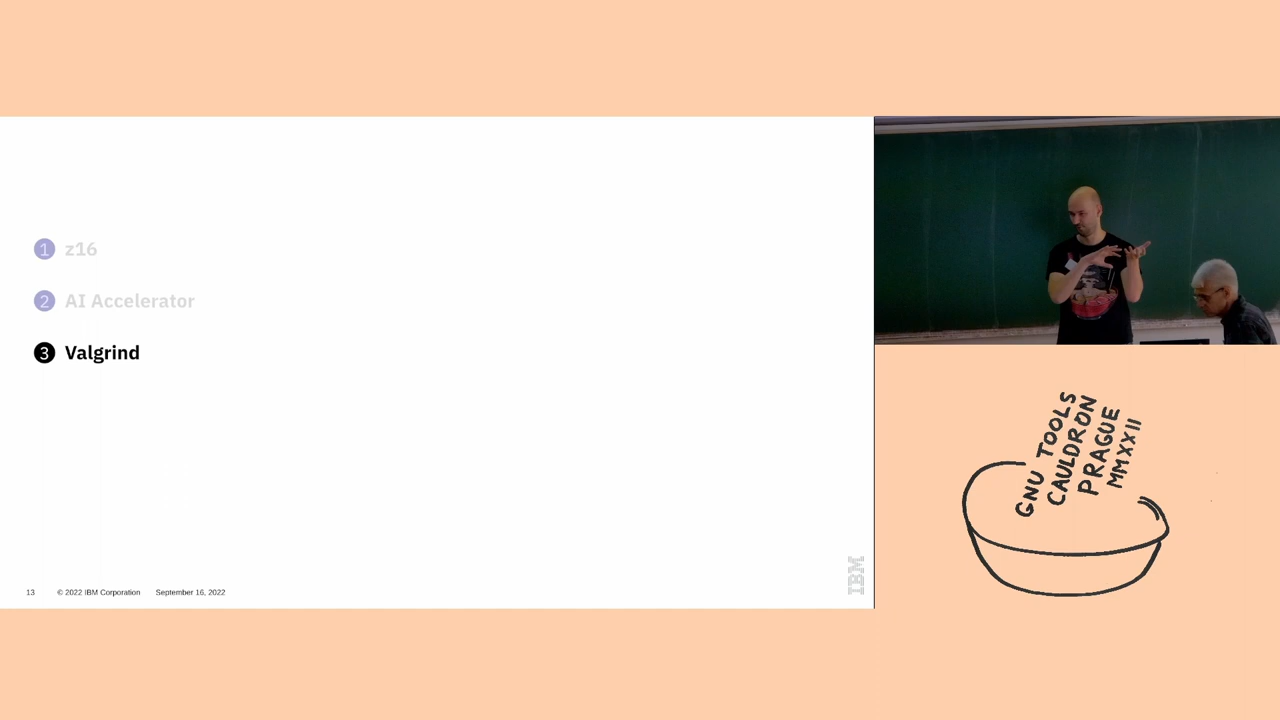 1 z16
2 AI Accelerator
3 Valgrind
13 © 2022 IBM Corporation September 16, 2022
IBM
GNU TOOLS
CAULDRON
PRAGUE
MMXXII